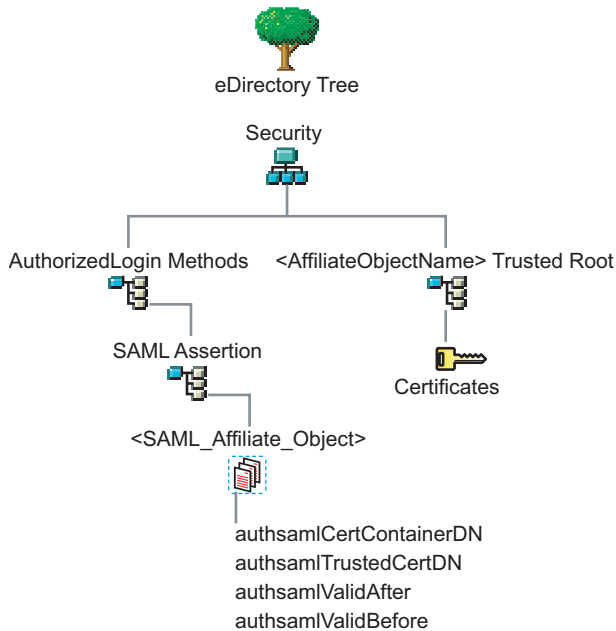 eDirectory Tree
Security
AuthorizedLogin Methods
<AffiliateObjectName> Trusted Root
SAML Assertion
Certificates
<SAML_Affiliate_Object>
authsamlCertContainerDN
authsamlTrustedCertDN
authsamlValidAfter
authsamlValidBefore